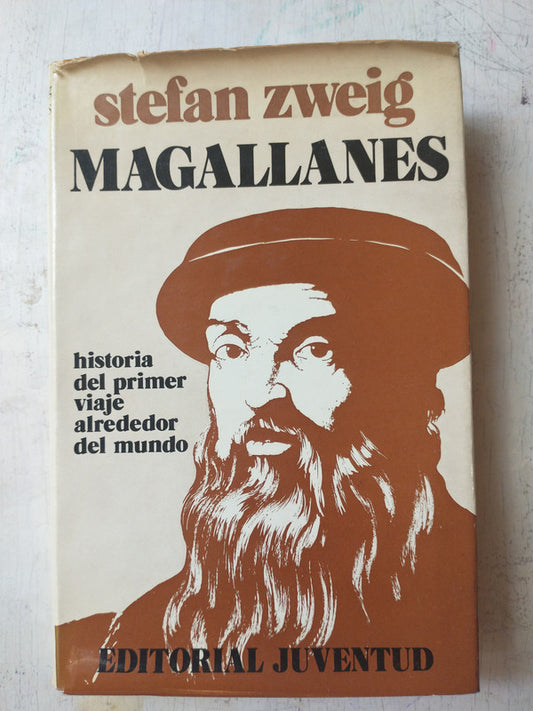 stefan zweig
MAGALLANES
historia
del primer
viaje
alrededor
del mundo
EDITORIAL JUVENTUD